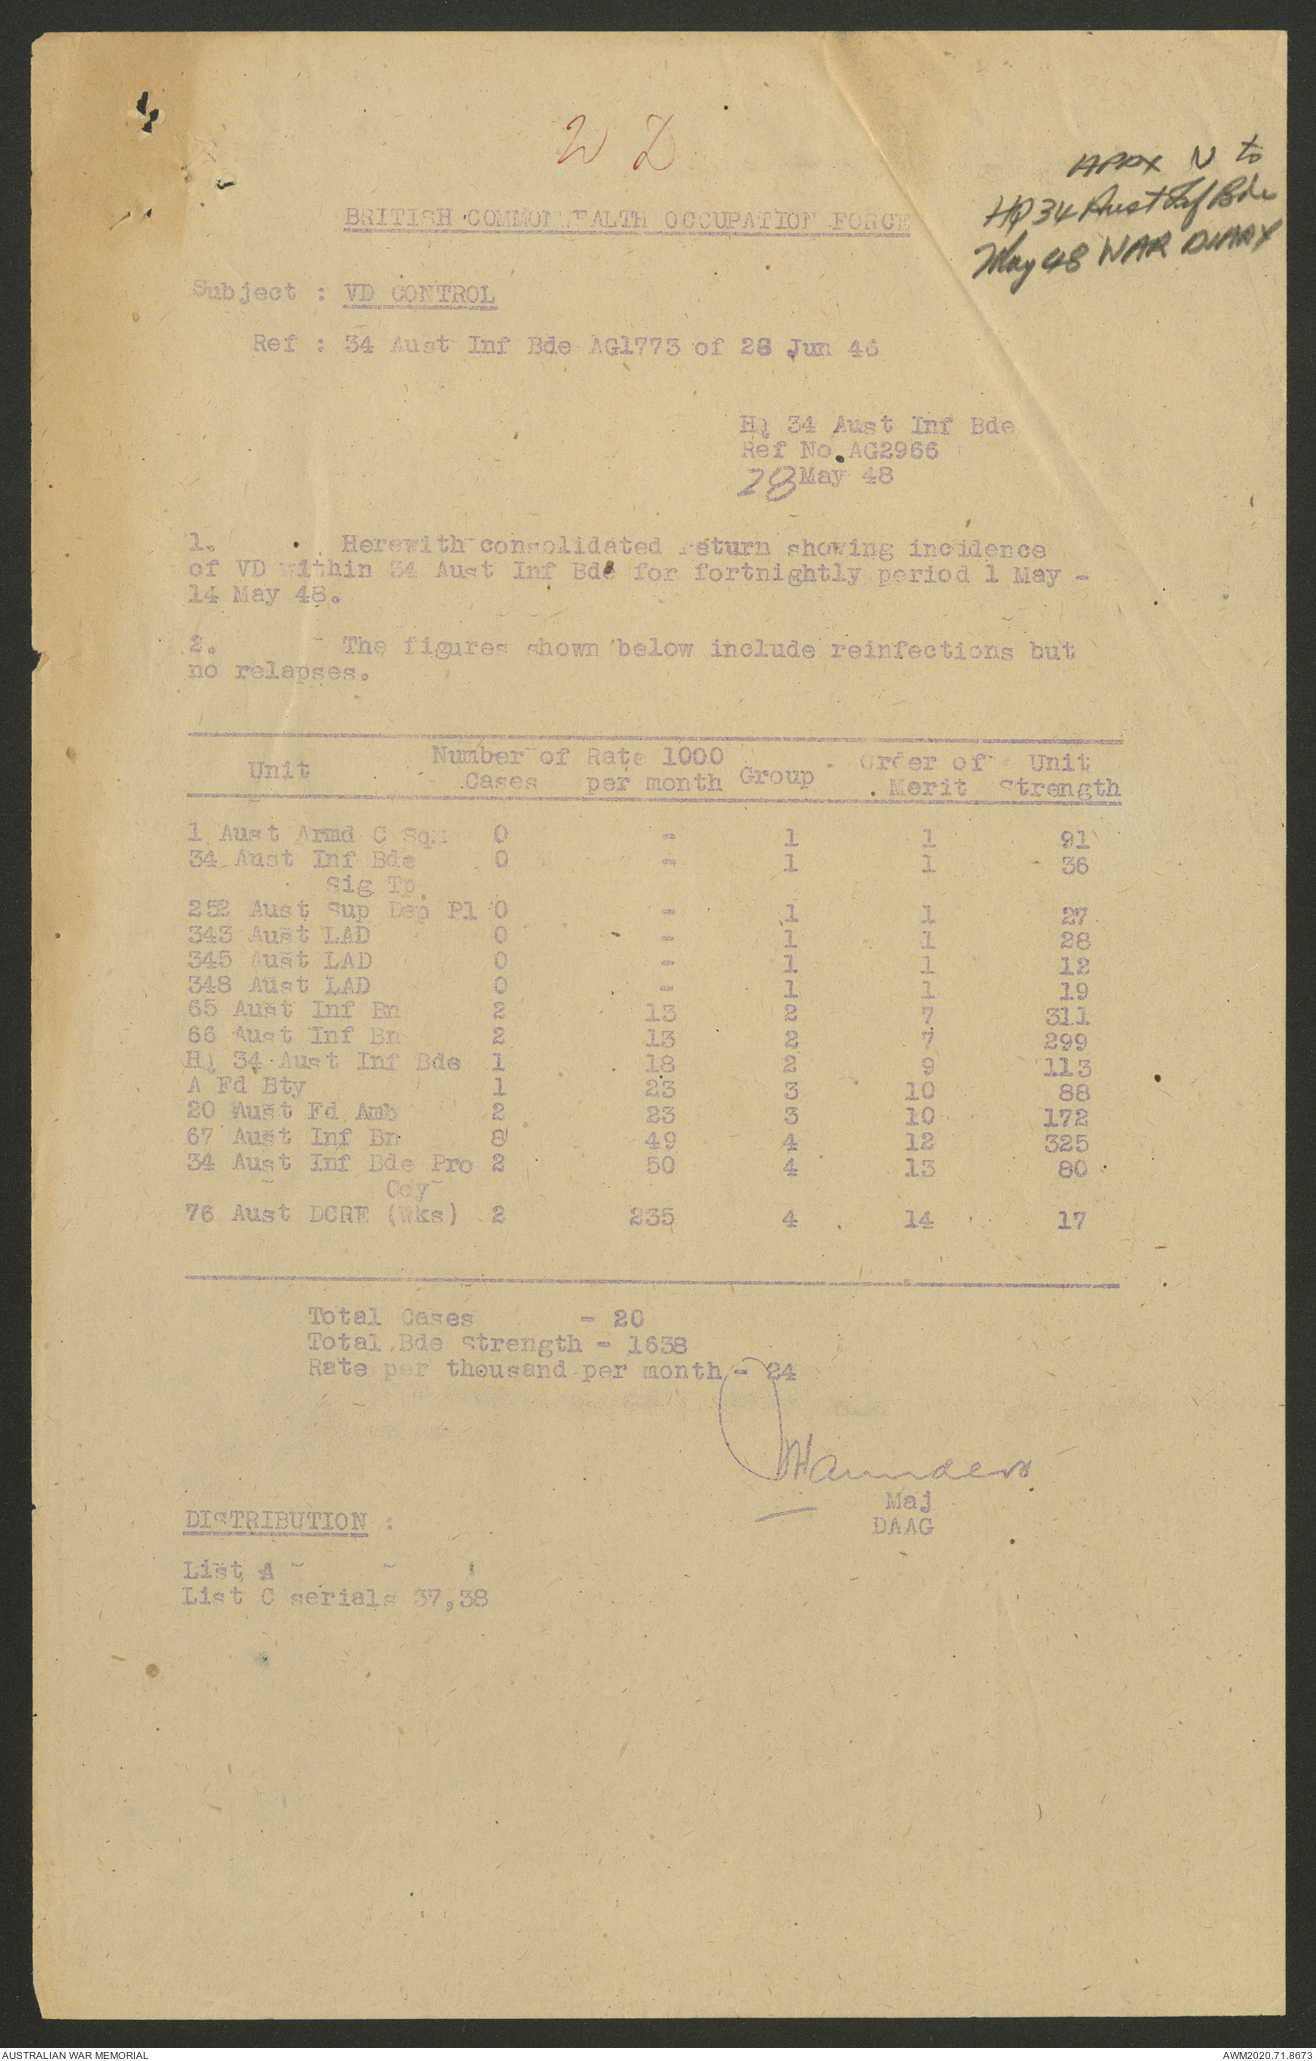 W D
APPX N to
HQ 34 Aust Inf Bde
May 48 WAR DIARY
BRITISH COMMONWEALTH OCCUPATION FORCE
Subject : VD CONTROL
Ref : 34 Aust Inf Bde AG1773 of 28 Jun 46
HQ 34 Aust Inf Bde
Ref No. AG2966
28 May 48
1. Herewith consolidated return showing incidence
of VD within 34 Aust Inf Bde for fortnightly period 1 May -
14 May 48.
2. The figures shown below include reinfections but
no relapses.
Unit Number of Cases Rate 1000 per month Group Order of Merit Unit Strength
1 Aust Armd C Sqn 0 - 1 1 91
34 Aust Inf Bde 0 - 1 1 36
Sig Tp
252 Aust Sup Dep Pl 0 - 1 1 27
343 Aust LAD 0 - 1 1 28
345 Aust LAD 0 - 1 1 12
348 Aust LAD 0 - 1 1 19
65 Aust Inf Bn 2 13 2 7 311
66 Aust Inf Bn 2 13 2 7 299
HQ 34 Aust Inf Bde 1 18 2 9 113
A Fd Bty 1 23 3 10 88
20 Aust Fd Amb 2 23 3 10 172
67 Aust Inf Bn 8 49 4 12 325
34 Aust Inf Bde Pro 2 50 4 13 80
Coy
76 Aust DCRE (Wks) 2 235 4 14 17
Total Cases - 20
Total Bde Strength - 1638
Rate per thousand per month - 24
Maj
DAAG
DISTRIBUTION :
List A
List C serials 37,38
AUSTRALIAN WAR MEMORIAL
AWM2020.71.8673